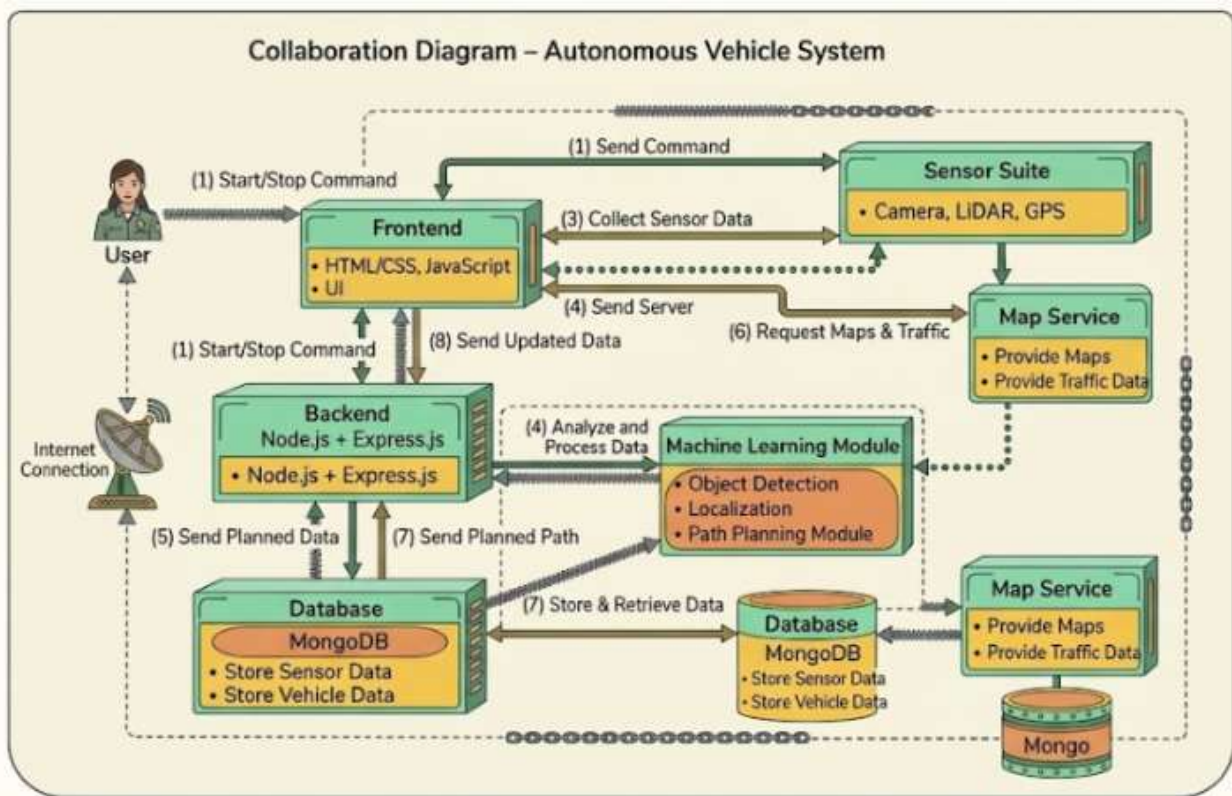 Collaboration Diagram – Autonomous Vehicle System
(1) Send Command
Sensor Suite
• Camera, LiDAR, GPS
(1) Start/Stop Command
User
Frontend
• HTML/CSS, JavaScript
• UI
(3) Collect Sensor Data
(4) Send Server
(6) Request Maps & Traffic
Map Service
• Provide Maps
• Provide Traffic Data
(1) Start/Stop Command
(8) Send Updated Data
Internet
Connection
Backend
Node.js + Express.js
• Node.js + Express.js
(4) Analyze and
Process Data
Machine Learning Module
• Object Detection
• Localization
• Path Planning Module
(5) Send Planned Data
(7) Send Planned Path
Database
MongoDB
• Store Sensor Data
• Store Vehicle Data
(7) Store & Retrieve Data
Database
MongoDB
• Store Sensor Data
• Store Vehicle Data
Map Service
• Provide Maps
• Provide Traffic Data
Mongo